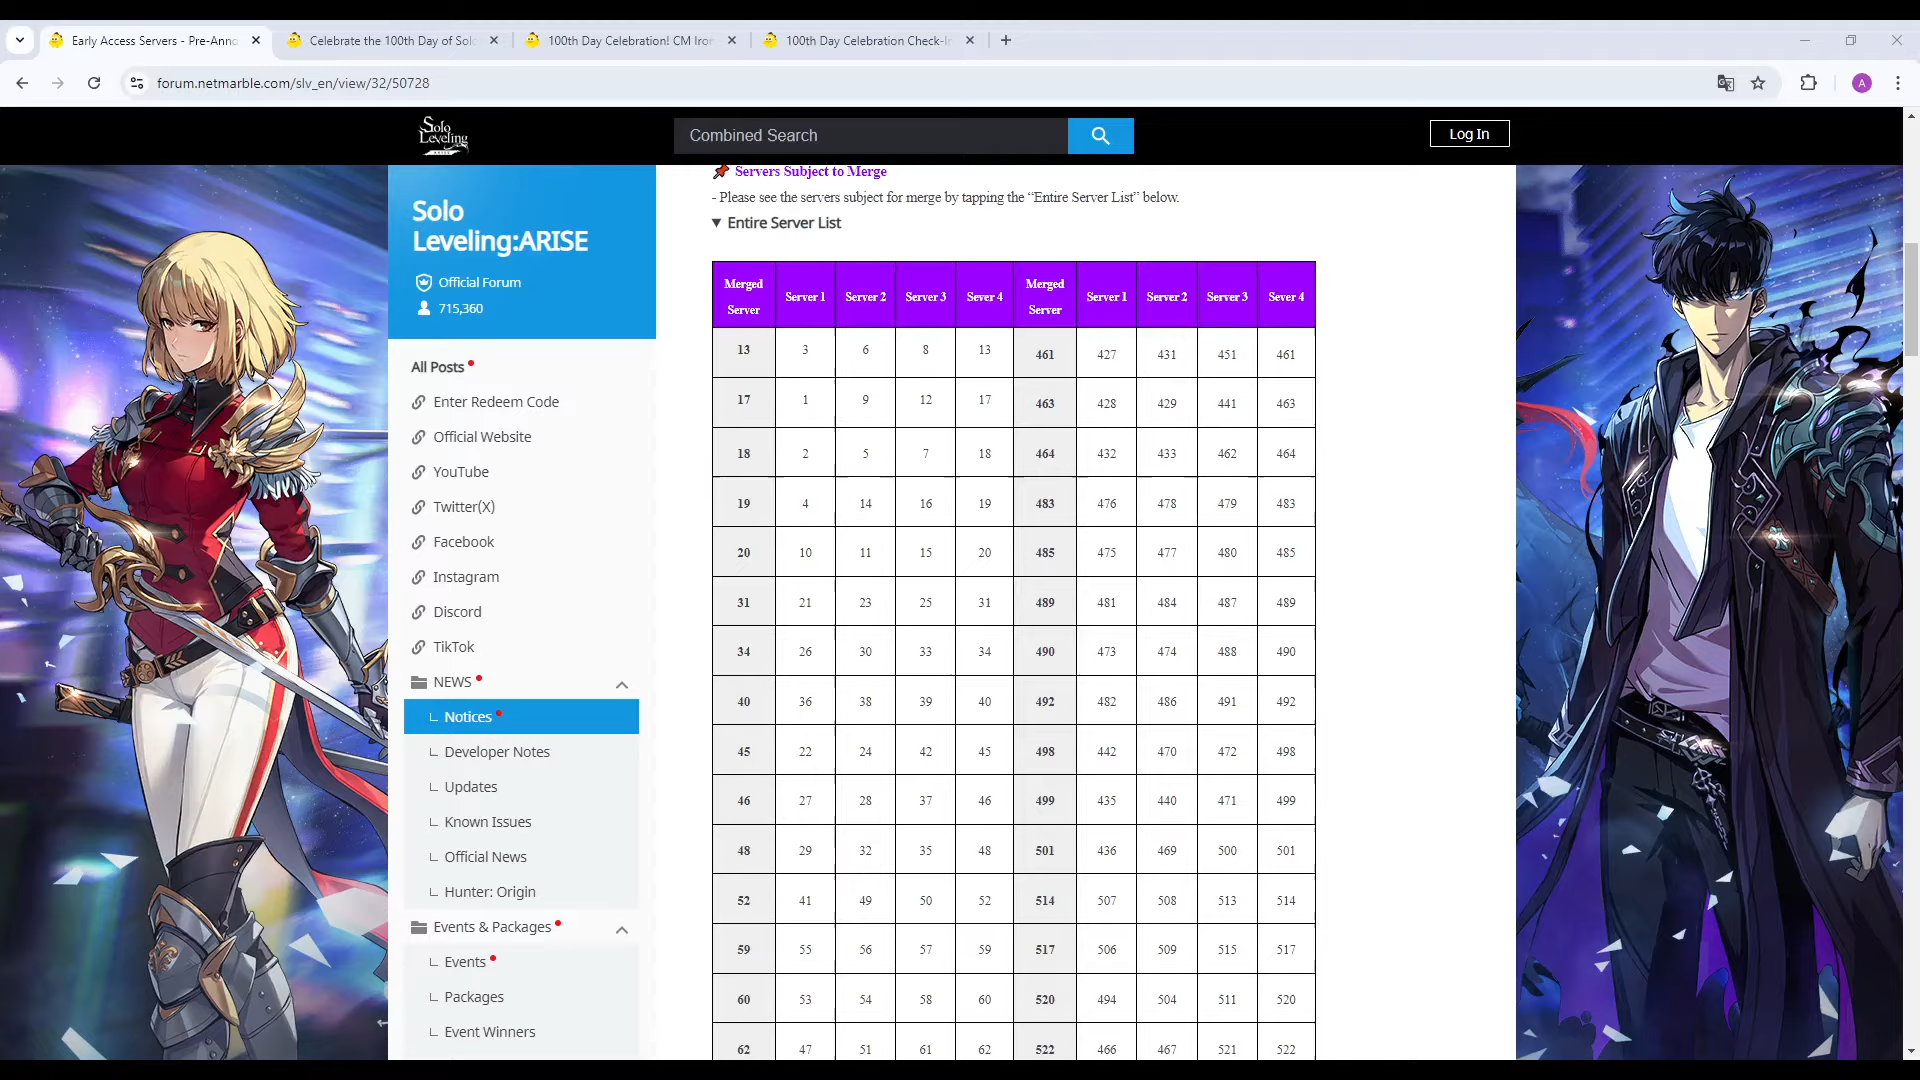 Early Access Servers - Pre-Anno
Celebrate the 100th Day of Solo
100th Day Celebration! CM Iron
100th Day Celebration Check-In
forum.netmarble.com/slv_en/view/32/50728
A
Solo
Leveling
ARISE
Combined Search
Log In
Solo
Leveling:ARISE
Official Forum
715,360
All Posts
Enter Redeem Code
Official Website
YouTube
Twitter(X)
Facebook
Instagram
Discord
TikTok
NEWS
Notices
Developer Notes
Updates
Known Issues
Official News
Hunter: Origin
Events & Packages
Events
Packages
Event Winners
Servers Subject to Merge
- Please see the servers subject for merge by tapping the “Entire Server List” below.
▼ Entire Server List
Merged Server Server 1 Server 2 Server 3 Sever 4 Merged Server Server 1 Server 2 Server 3 Sever 4
13 3 6 8 13 461 427 431 451 461
17 1 9 12 17 463 428 429 441 463
18 2 5 7 18 464 432 433 462 464
19 4 14 16 19 483 476 478 479 483
20 10 11 15 20 485 475 477 480 485
31 21 23 25 31 489 481 484 487 489
34 26 30 33 34 490 473 474 488 490
40 36 38 39 40 492 482 486 491 492
45 22 24 42 45 498 442 470 472 498
46 27 28 37 46 499 435 440 471 499
48 29 32 35 48 501 436 469 500 501
52 41 49 50 52 514 507 508 513 514
59 55 56 57 59 517 506 509 515 517
60 53 54 58 60 520 494 504 511 520
62 47 51 61 62 522 466 467 521 522